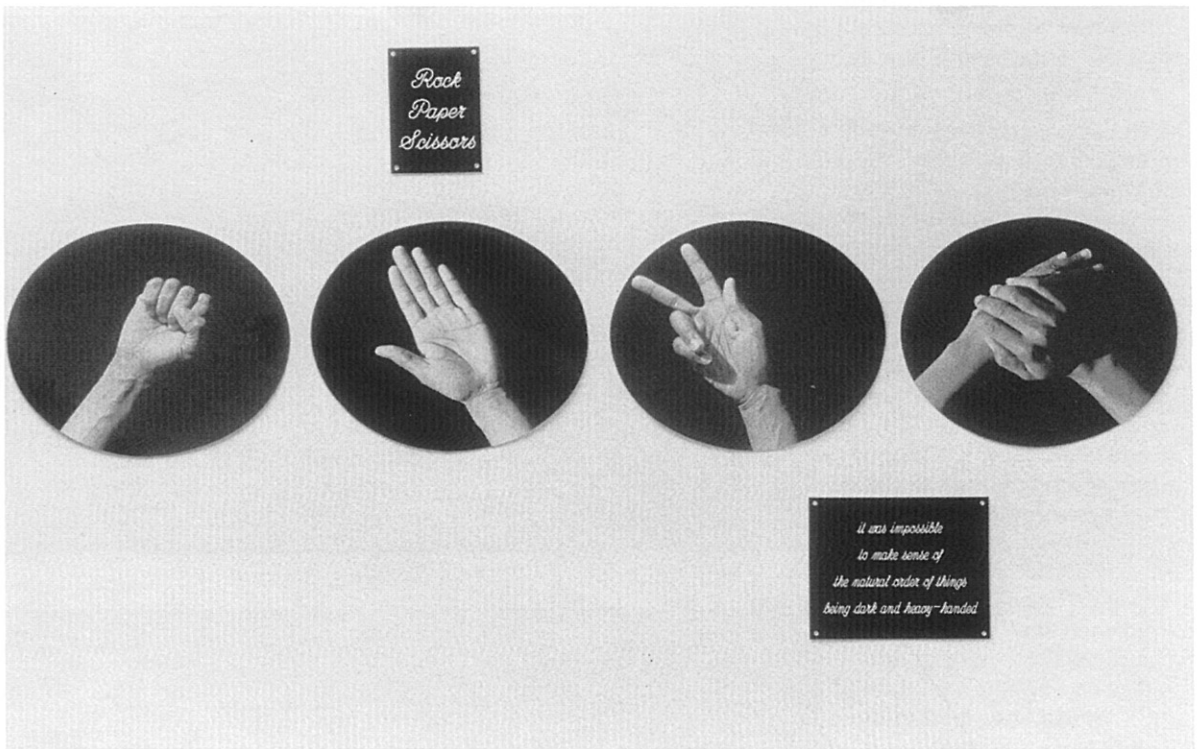 Rock
Paper
Scissors
it was impossible
to make sense of
the natural order of things
being dark and heavy-handed